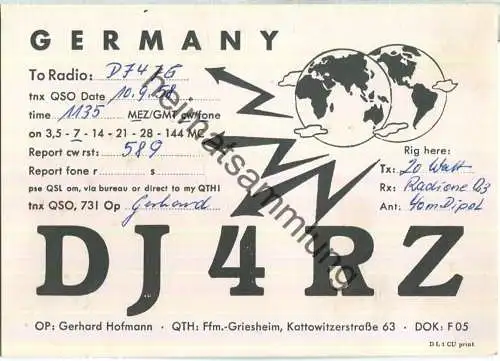 GERMANY
To Radio: DJ4JG
tnx QSO Date 10.9.58
time 1135 MEZ/GMT cw/fone
on 3,5 - 7 - 14 - 21 - 28 - 144 MC
Report cw rst: 589
Report fone r s
pse QSL om, via bureau or direct to my QTH!
tnx QSO, 73! Op Gerhard
Rig here:
Tx: 20 Watt
Rx: Radione
Ant: 40m Dipol
DJ4RZ
OP: Gerhard Hofmann · QTH: Ffm.-Griesheim, Kattowitzerstraße 63 · DOK: F 05
DL1CU print
heimatsammlung.de